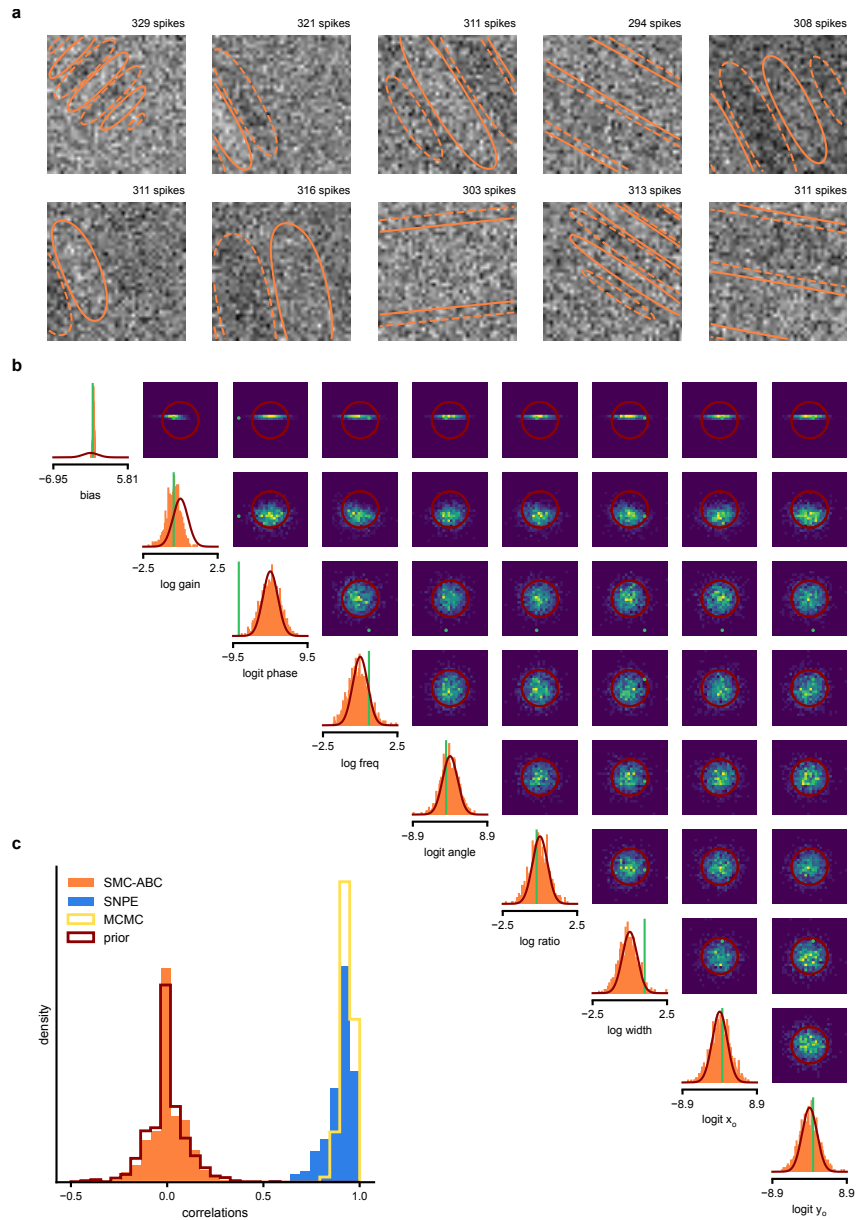 a
329 spikes 321 spikes 311 spikes 294 spikes 308 spikes
311 spikes 316 spikes 303 spikes 313 spikes 311 spikes
b
−6.95 5.81
bias
−2.5 2.5
log gain
−9.5 9.5
logit phase
−2.5 2.5
log freq
−8.9 8.9
logit angle
−2.5 2.5
log ratio
−2.5 2.5
log width
−8.9 8.9
logit xₒ
−8.9 8.9
logit yₒ
c
SMC-ABC
SNPE
MCMC
prior
density
−0.5 0.0 0.5 1.0
correlations